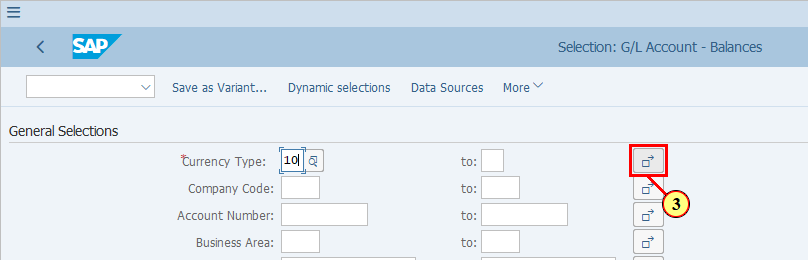 SAP
Selection: G/L Account - Balances
Save as Variant... Dynamic selections Data Sources More
General Selections
*Currency Type: 10 to:
3
Company Code: to:
Account Number: to:
Business Area: to: